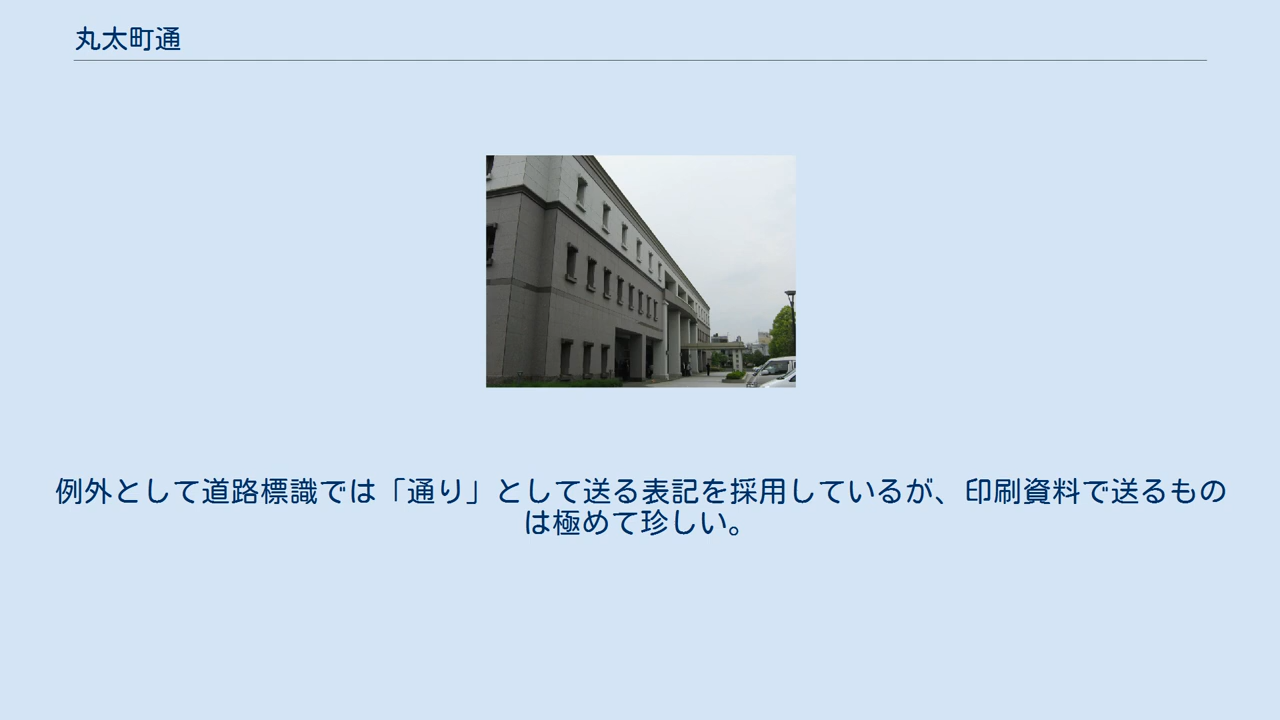 丸太町通
例外として道路標識では「通り」として送る表記を採用しているが、印刷資料で送るもの
は極めて珍しい。